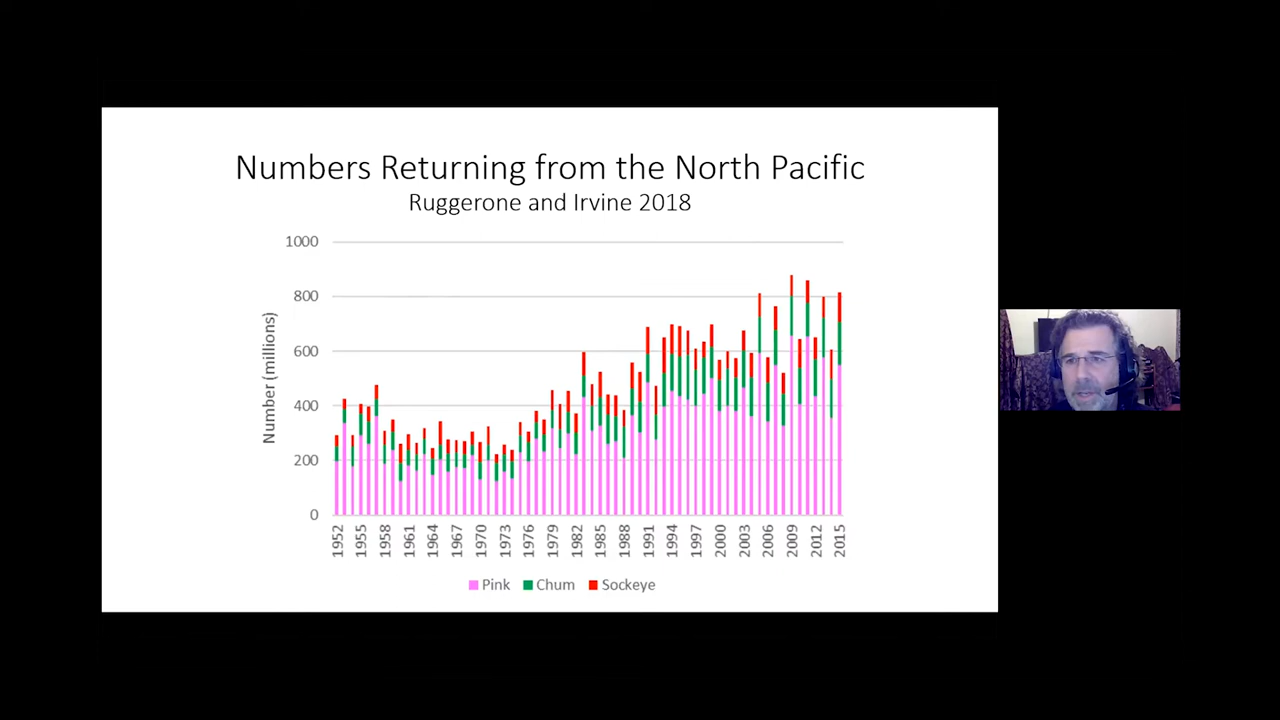 Numbers Returning from the North Pacific
Ruggerone and Irvine 2018
1000
800
600
400
200
0
Number (millions)
1952 1955 1958 1961 1964 1967 1970 1973 1976 1979 1982 1985 1988 1991 1994 1997 2000 2003 2006 2009 2012 2015
Pink Chum Sockeye